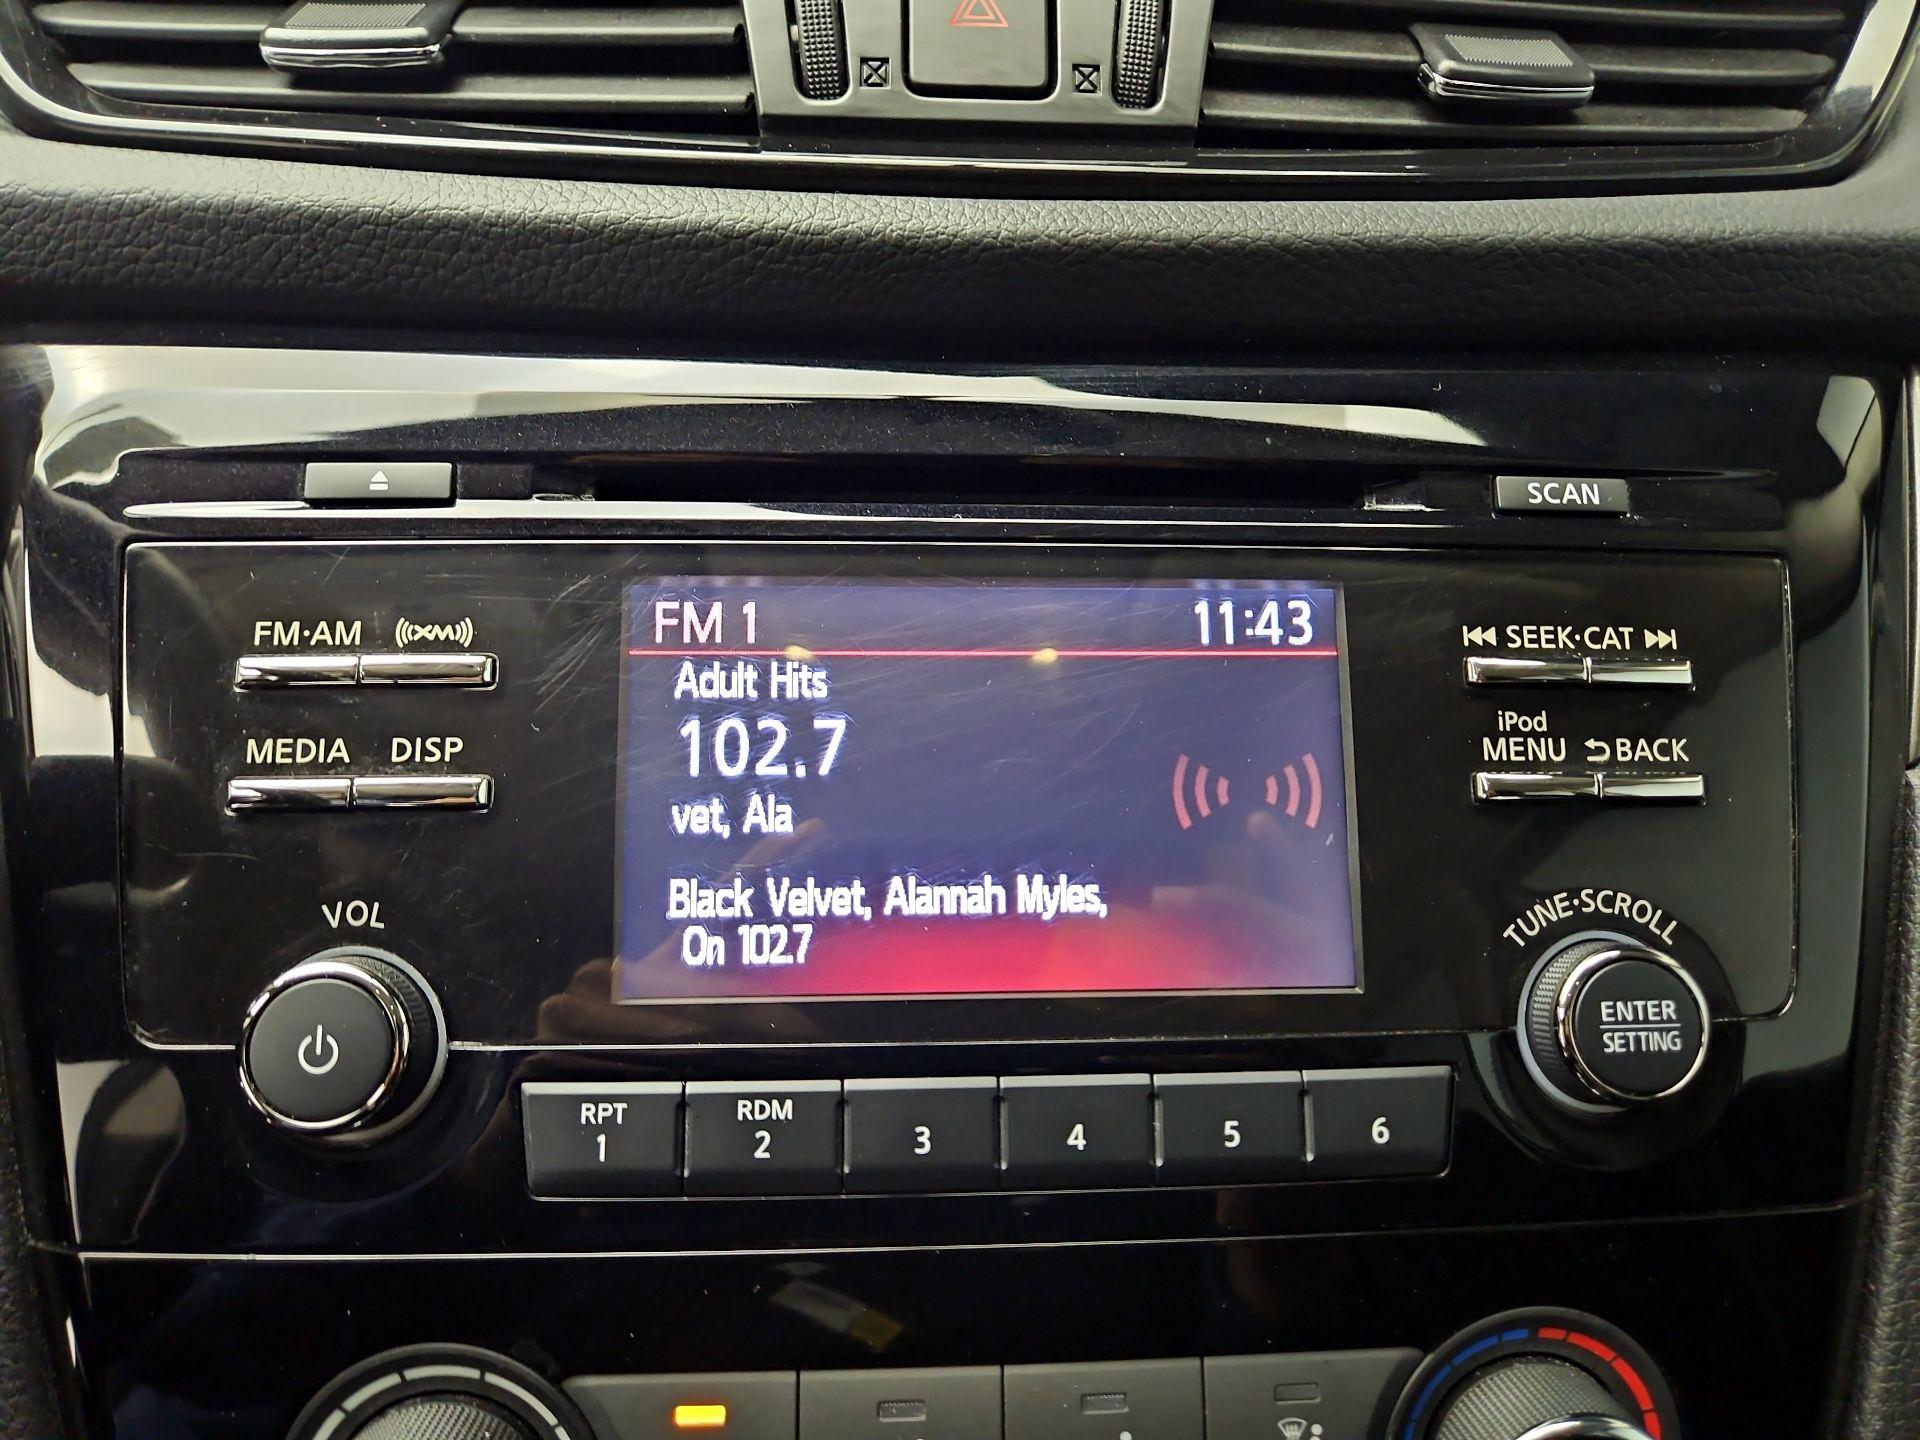 SCAN
FM·AM ((XM))
MEDIA DISP
VOL
FM 1 11:43
Adult Hits
102.7
vet, Ala
Black Velvet, Alannah Myles,
On 102.7
SEEK·CAT
iPod
MENU BACK
TUNE·SCROLL
ENTER
SETTING
RPT RDM
1 2 3 4 5 6